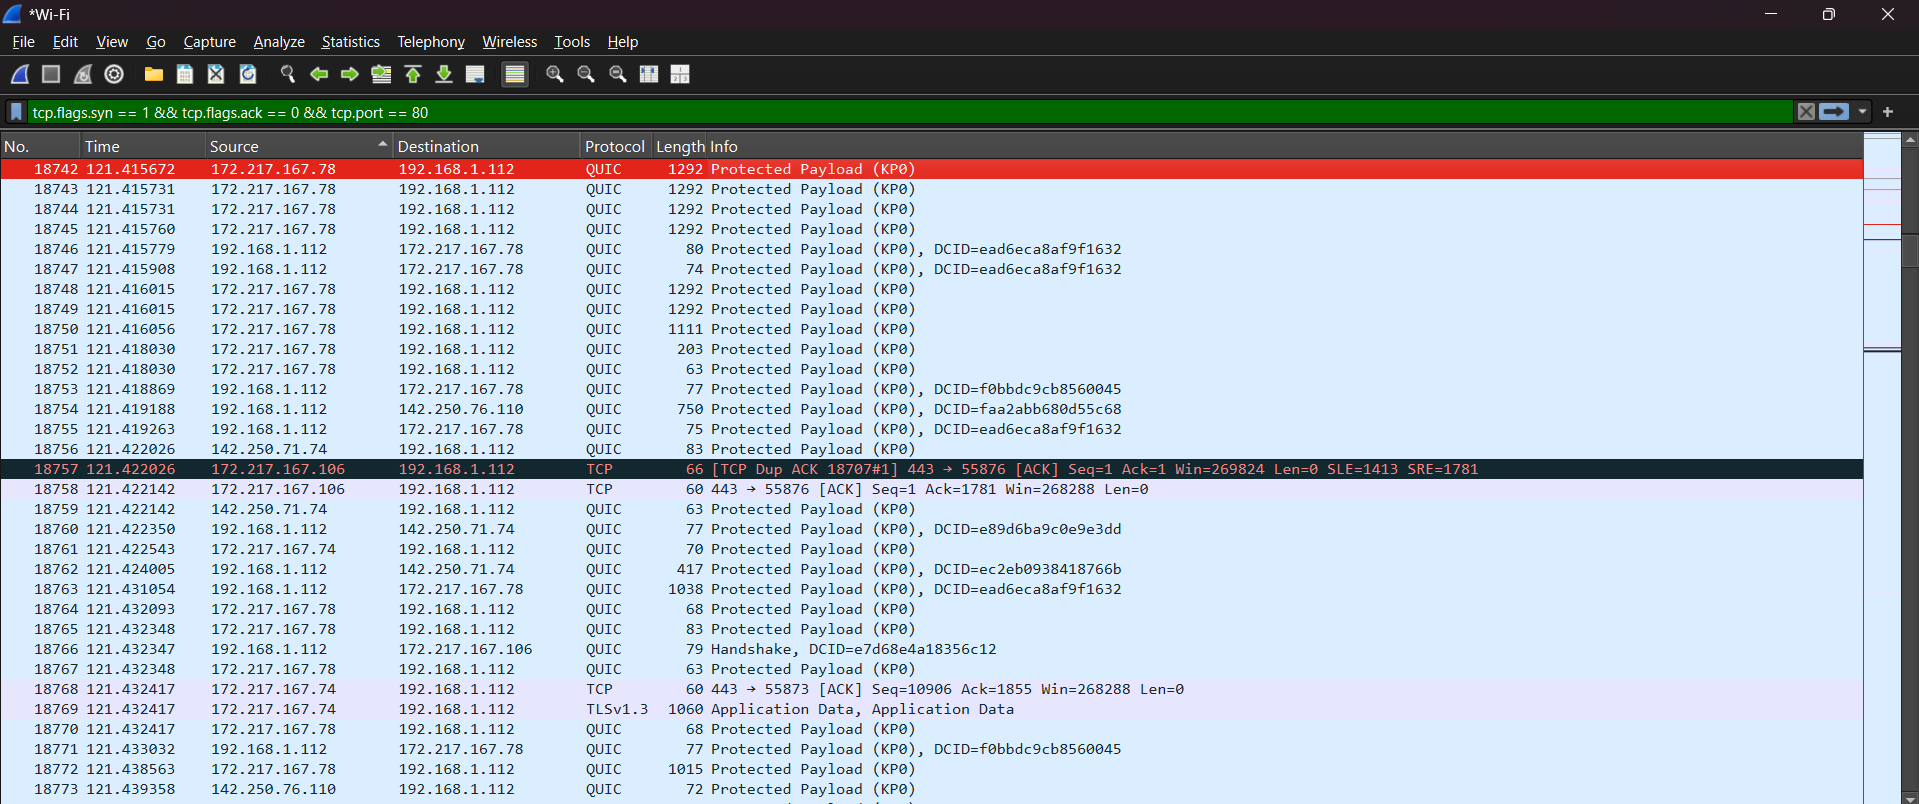 *Wi-Fi
File Edit View Go Capture Analyze Statistics Telephony Wireless Tools Help
tcp.flags.syn == 1 && tcp.flags.ack == 0 && tcp.port == 80
No. Time Source Destination Protocol Length Info
18742 121.415672 172.217.167.78 192.168.1.112 QUIC 1292 Protected Payload (KP0)
18743 121.415731 172.217.167.78 192.168.1.112 QUIC 1292 Protected Payload (KP0)
18744 121.415731 172.217.167.78 192.168.1.112 QUIC 1292 Protected Payload (KP0)
18745 121.415760 172.217.167.78 192.168.1.112 QUIC 1292 Protected Payload (KP0)
18746 121.415779 192.168.1.112 172.217.167.78 QUIC 80 Protected Payload (KP0), DCID=ead6eca8af9f1632
18747 121.415908 192.168.1.112 172.217.167.78 QUIC 74 Protected Payload (KP0), DCID=ead6eca8af9f1632
18748 121.416015 172.217.167.78 192.168.1.112 QUIC 1292 Protected Payload (KP0)
18749 121.416015 172.217.167.78 192.168.1.112 QUIC 1292 Protected Payload (KP0)
18750 121.416056 172.217.167.78 192.168.1.112 QUIC 1111 Protected Payload (KP0)
18751 121.418030 172.217.167.78 192.168.1.112 QUIC 203 Protected Payload (KP0)
18752 121.418030 172.217.167.78 192.168.1.112 QUIC 63 Protected Payload (KP0)
18753 121.418869 192.168.1.112 172.217.167.78 QUIC 77 Protected Payload (KP0), DCID=f0bbdc9cb8560045
18754 121.419188 192.168.1.112 142.250.76.110 QUIC 750 Protected Payload (KP0), DCID=faa2abb680d55c68
18755 121.419263 192.168.1.112 172.217.167.78 QUIC 75 Protected Payload (KP0), DCID=ead6eca8af9f1632
18756 121.422026 142.250.71.74 192.168.1.112 QUIC 83 Protected Payload (KP0)
18757 121.422026 172.217.167.106 192.168.1.112 TCP 66 [TCP Dup ACK 18707#1] 443 → 55876 [ACK] Seq=1 Ack=1 Win=269824 Len=0 SLE=1413 SRE=1781
18758 121.422142 172.217.167.106 192.168.1.112 TCP 60 443 → 55876 [ACK] Seq=1 Ack=1781 Win=268288 Len=0
18759 121.422142 142.250.71.74 192.168.1.112 QUIC 63 Protected Payload (KP0)
18760 121.422350 192.168.1.112 142.250.71.74 QUIC 77 Protected Payload (KP0), DCID=e89d6ba9c0e9e3dd
18761 121.422543 172.217.167.74 192.168.1.112 QUIC 70 Protected Payload (KP0)
18762 121.424005 192.168.1.112 142.250.71.74 QUIC 417 Protected Payload (KP0), DCID=ec2eb0938418766b
18763 121.431054 192.168.1.112 172.217.167.78 QUIC 1038 Protected Payload (KP0), DCID=ead6eca8af9f1632
18764 121.432093 172.217.167.78 192.168.1.112 QUIC 68 Protected Payload (KP0)
18765 121.432348 172.217.167.78 192.168.1.112 QUIC 83 Protected Payload (KP0)
18766 121.432347 192.168.1.112 172.217.167.106 QUIC 79 Handshake, DCID=e7d68e4a18356c12
18767 121.432348 172.217.167.78 192.168.1.112 QUIC 63 Protected Payload (KP0)
18768 121.432417 172.217.167.74 192.168.1.112 TCP 60 443 → 55873 [ACK] Seq=10906 Ack=1855 Win=268288 Len=0
18769 121.432417 172.217.167.74 192.168.1.112 TLSv1.3 1060 Application Data, Application Data
18770 121.432417 172.217.167.78 192.168.1.112 QUIC 68 Protected Payload (KP0)
18771 121.433032 192.168.1.112 172.217.167.78 QUIC 77 Protected Payload (KP0), DCID=f0bbdc9cb8560045
18772 121.438563 172.217.167.78 192.168.1.112 QUIC 1015 Protected Payload (KP0)
18773 121.439358 142.250.76.110 192.168.1.112 QUIC 72 Protected Payload (KP0)